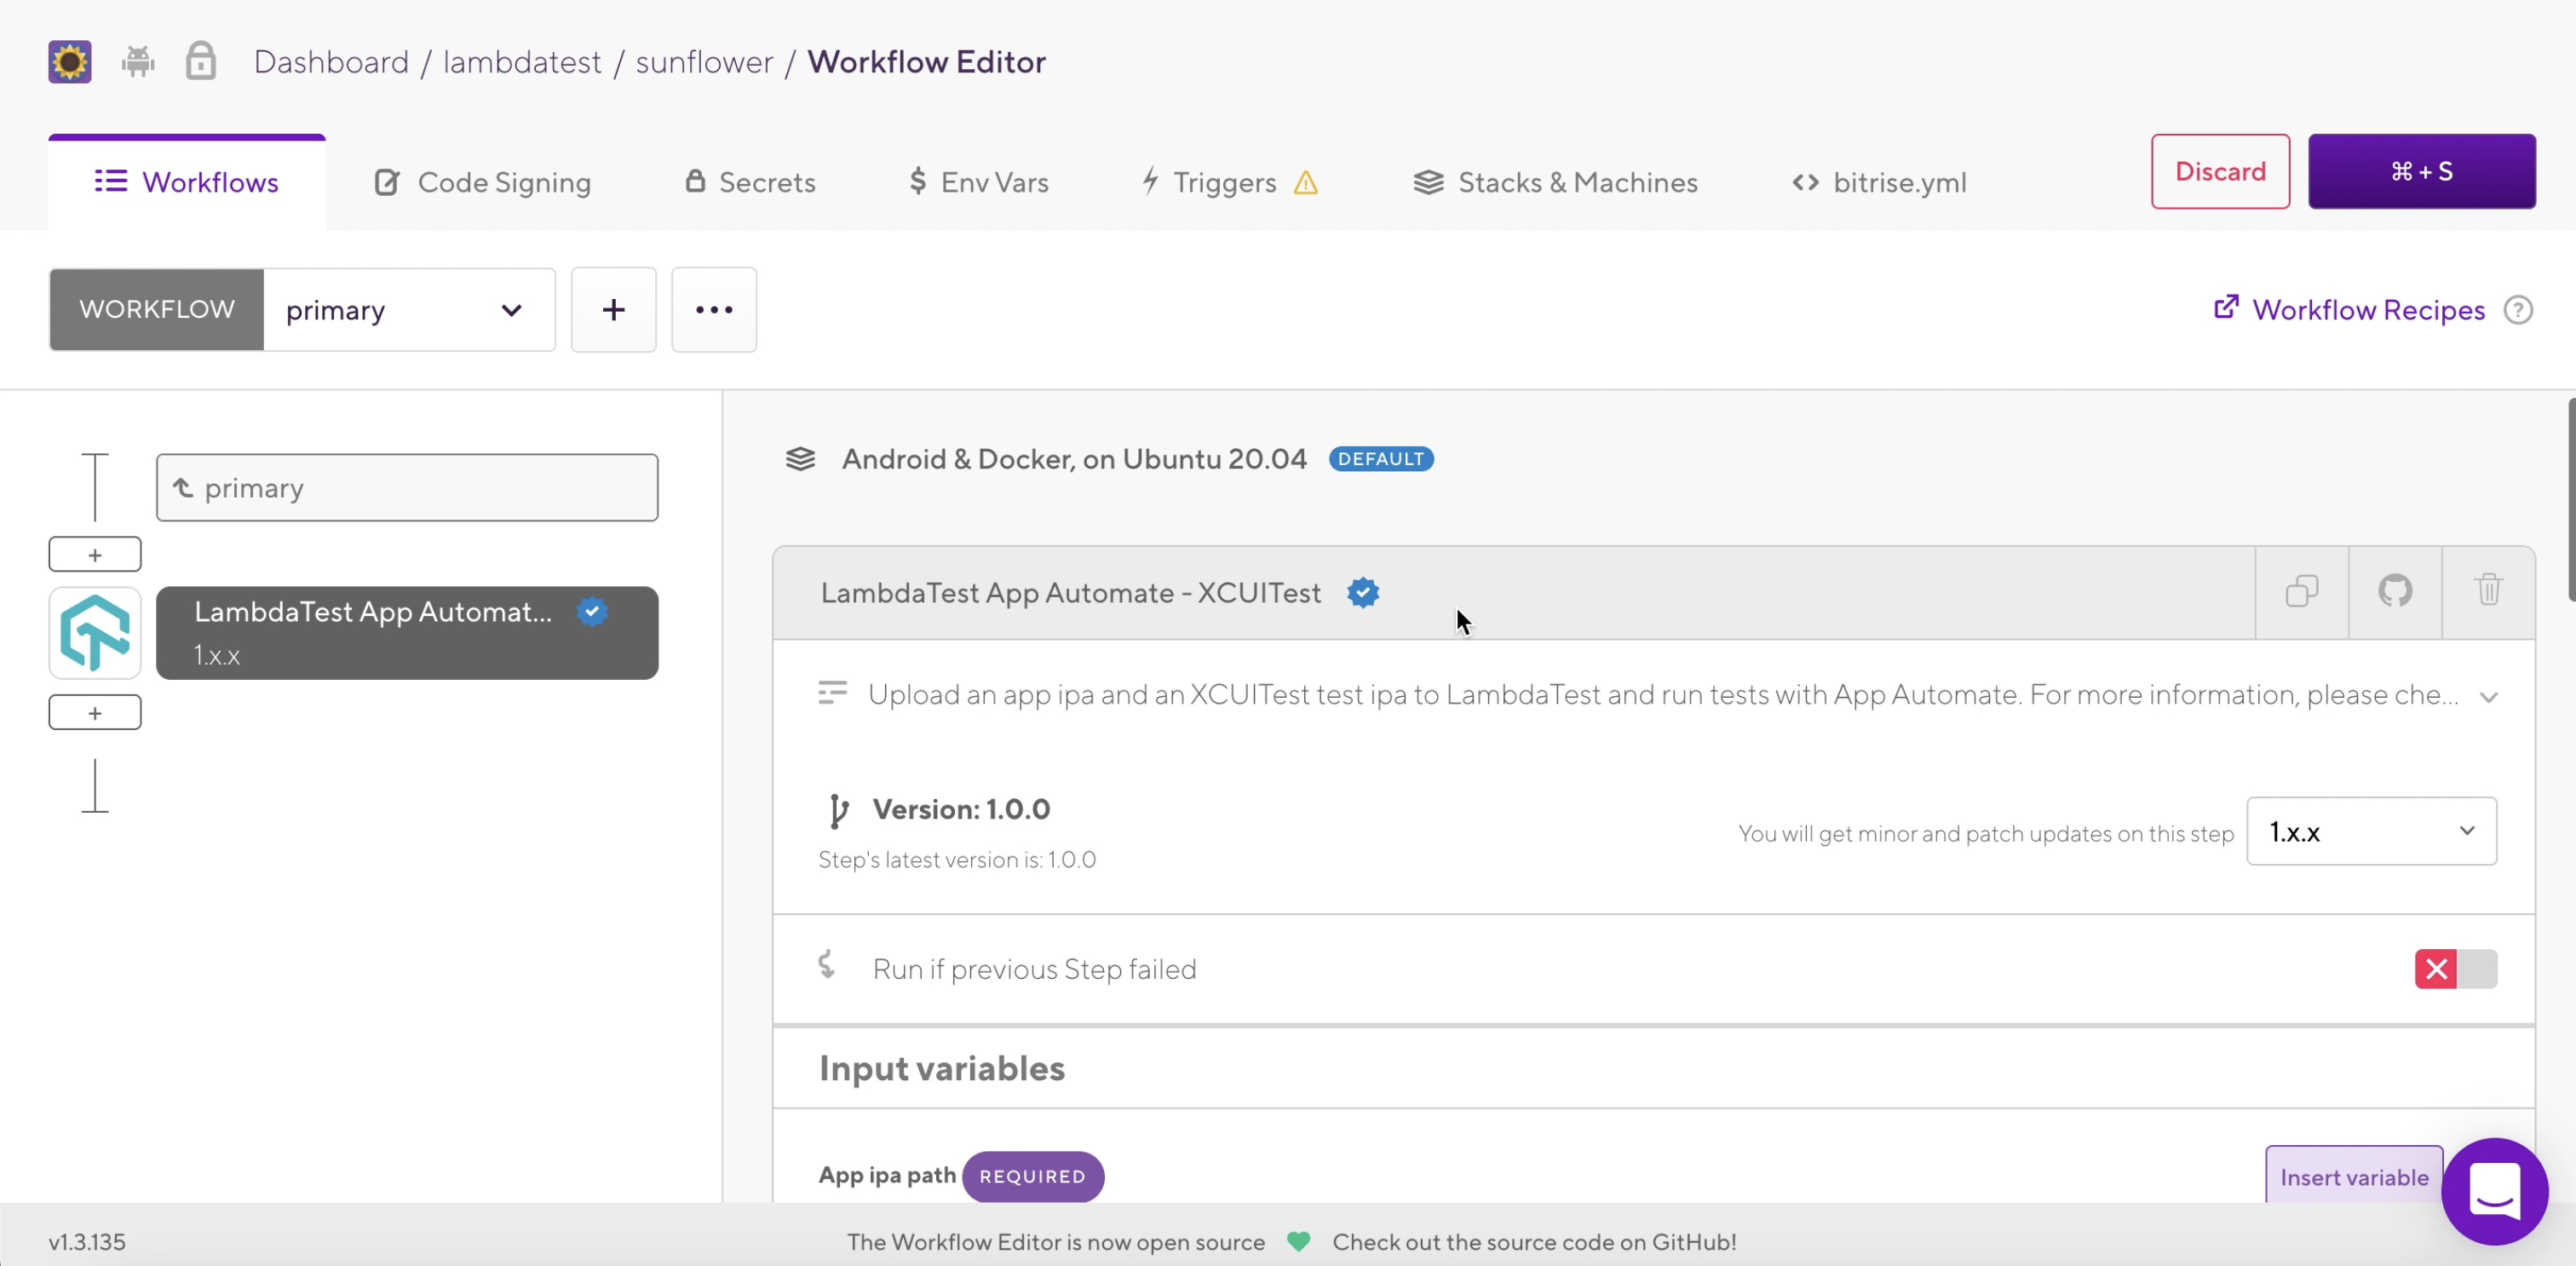 Dashboard / lambdatest / sunflower / Workflow Editor
Workflows
Code Signing
Secrets
$ Env Vars
Triggers
Stacks & Machines
<> bitrise.yml
Discard
⌘ + S
WORKFLOW
primary
+
...
Workflow Recipes ?
primary
+
LambdaTest App Automat...
1.x.x
+
Android & Docker, on Ubuntu 20.04 DEFAULT
LambdaTest App Automate - XCUITest
Upload an app ipa and an XCUITest test ipa to LambdaTest and run tests with App Automate. For more information, please che...
Version: 1.0.0
Step's latest version is: 1.0.0
You will get minor and patch updates on this step
1.x.x
Run if previous Step failed
Input variables
App ipa path REQUIRED
Insert variable
v1.3.135
The Workflow Editor is now open source
Check out the source code on GitHub!